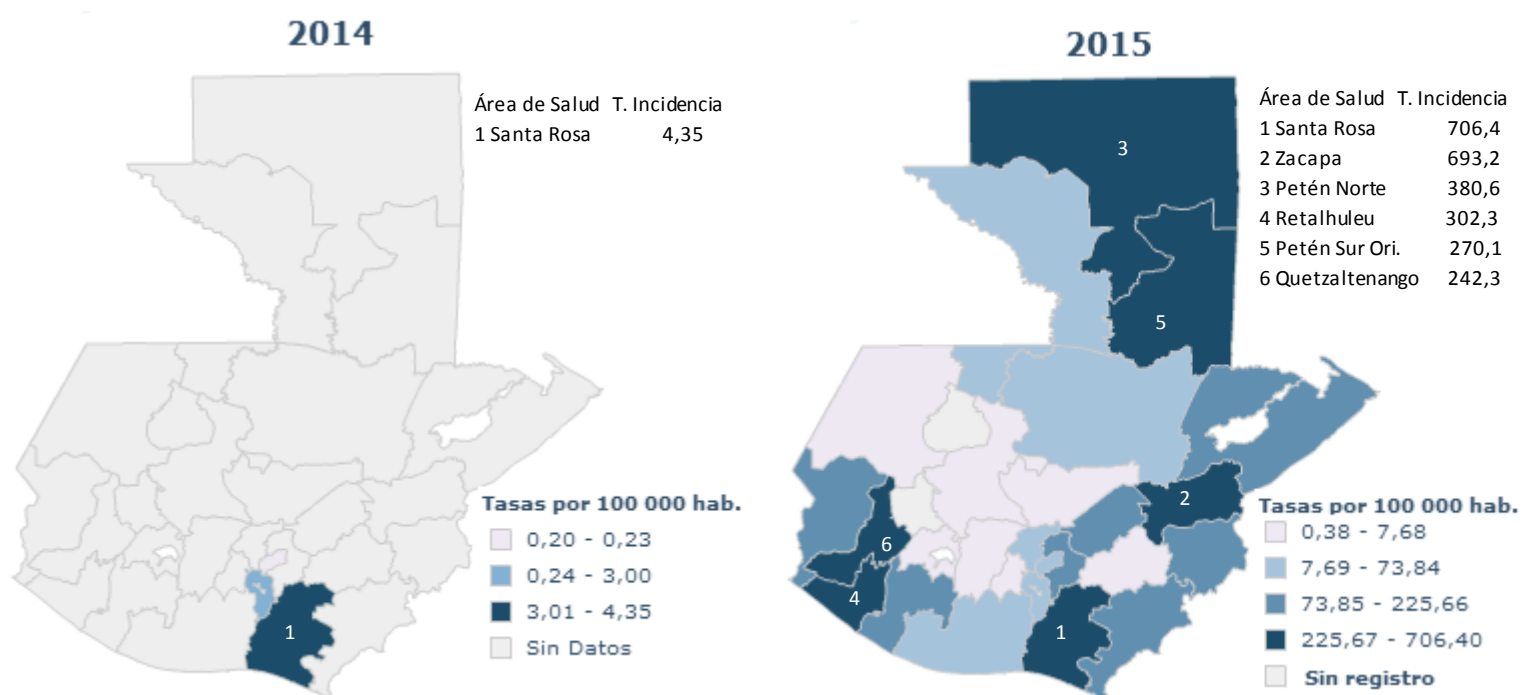 2014
Área de Salud T. Incidencia
1 Santa Rosa 4,35
1
Tasas por 100 000 hab.
0,20 - 0,23
0,24 - 3,00
3,01 - 4,35
Sin Datos
2015
Área de Salud T. Incidencia
1 Santa Rosa 706,4
2 Zacapa 693,2
3 Petén Norte 380,6
4 Retalhuleu 302,3
5 Petén Sur Ori. 270,1
6 Quetzaltenango 242,3
3
5
2
6
4
1
Tasas por 100 000 hab.
0,38 - 7,68
7,69 - 73,84
73,85 - 225,66
225,67 - 706,40
Sin registro